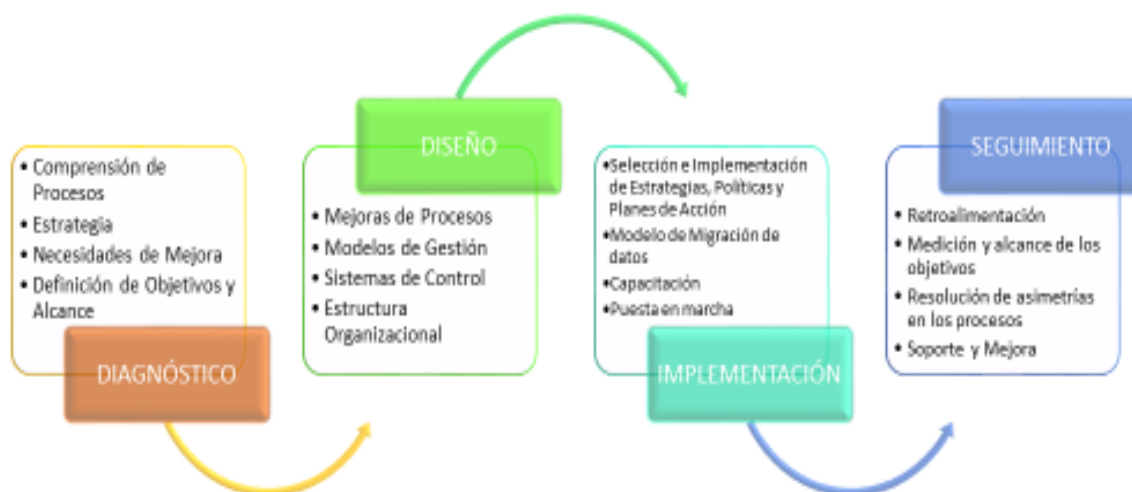 • Comprensión de
Procesos
• Estrategia
• Necesidades de Mejora
• Definición de Objetivos y
Alcance
DIAGNÓSTICO
DISEÑO
• Mejoras de Procesos
• Modelos de Gestión
• Sistemas de Control
• Estructura
Organizacional
•Selección e Implementación
de Estrategias, Políticas y
Planes de Acción
•Modelo de Migración de
datos
•Capacitación
•Puesta en marcha
IMPLEMENTACIÓN
SEGUIMIENTO
• Retroalimentación
• Medición y alcance de los
objetivos
• Resolución de asimetrías
en los procesos
• Soporte y Mejora